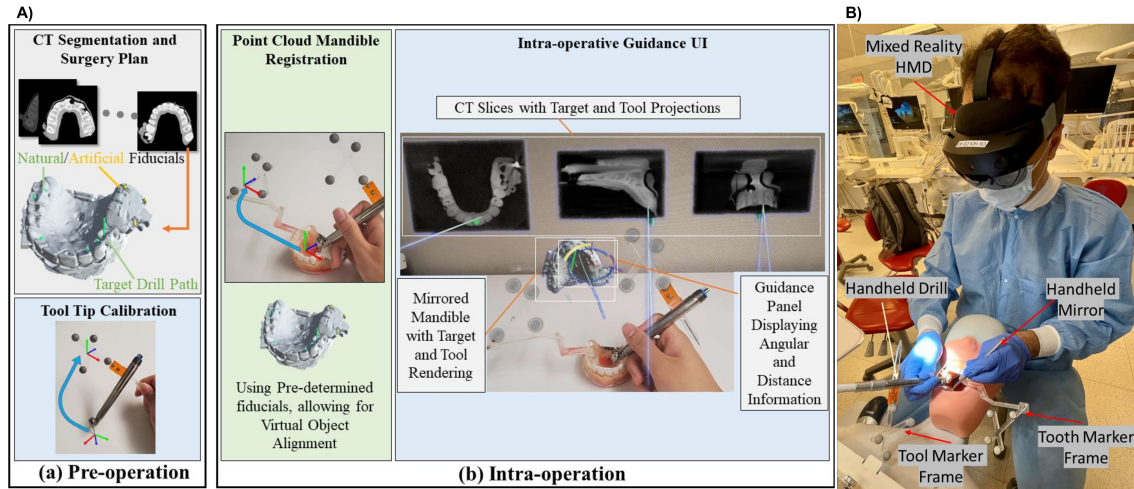 A)
CT Segmentation and
Surgery Plan
Natural/Artificial Fiducials
Target Drill Path
Tool Tip Calibration
(a) Pre-operation
Point Cloud Mandible
Registration
Using Pre-determined
fiducials, allowing for
Virtual Object
Alignment
Intra-operative Guidance UI
CT Slices with Target and Tool Projections
Mirrored
Mandible
with Target
and Tool
Rendering
Guidance
Panel
Displaying
Angular
and
Distance
Information
(b) Intra-operation
B)
Mixed Reality
HMD
Handheld Drill
Handheld
Mirror
Tool Marker
Frame
Tooth Marker
Frame